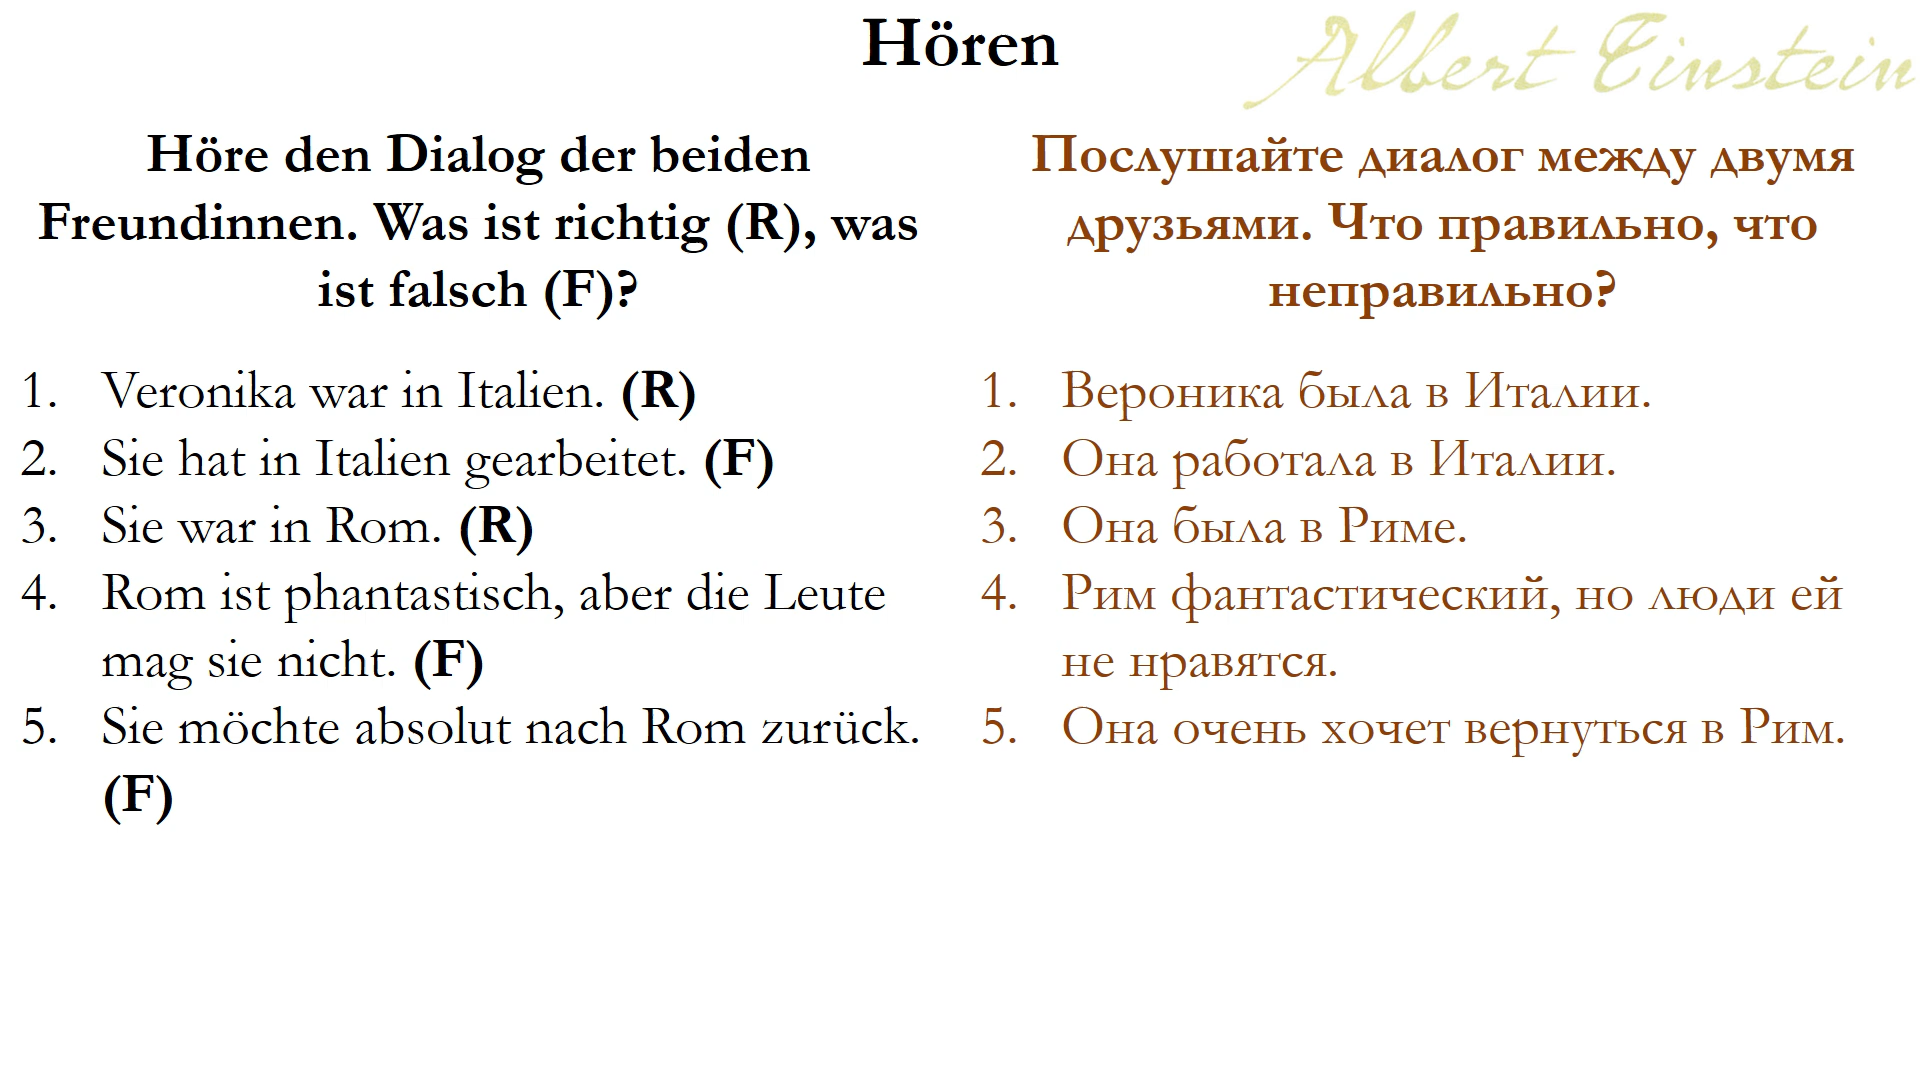 Hören
Albert Einstein
Höre den Dialog der beiden
Freundinnen. Was ist richtig (R), was
ist falsch (F)?
1. Veronika war in Italien. (R)
2. Sie hat in Italien gearbeitet. (F)
3. Sie war in Rom. (R)
4. Rom ist phantastisch, aber die Leute
mag sie nicht. (F)
5. Sie möchte absolut nach Rom zurück.
(F)
Послушайте диалог между двумя
друзьями. Что правильно, что
неправильно?
1. Вероника была в Италии.
2. Она работала в Италии.
3. Она была в Риме.
4. Рим фантастический, но люди ей
не нравятся.
5. Она очень хочет вернуться в Рим.